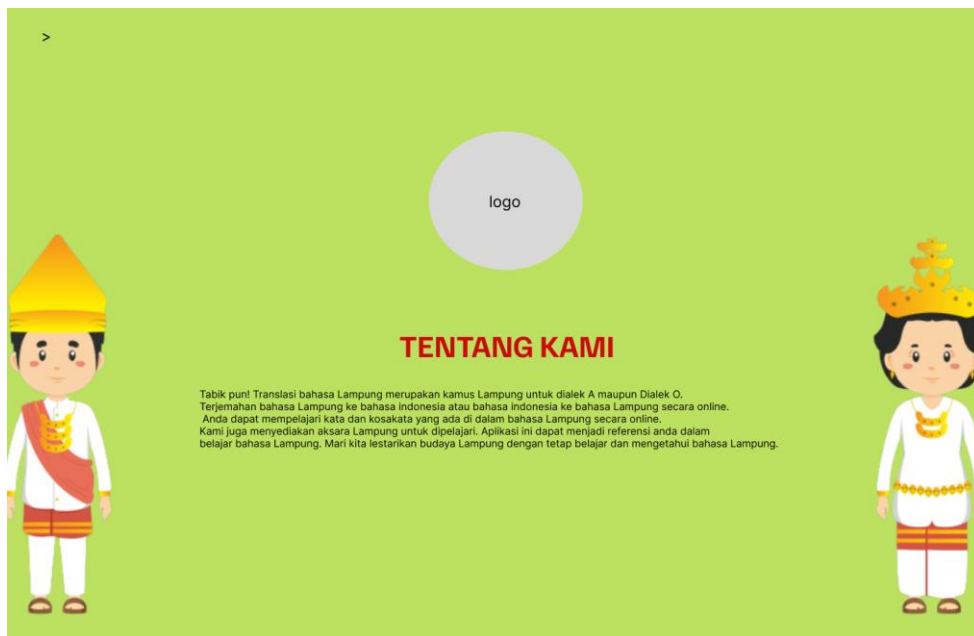 >
logo
TENTANG KAMI
Tabik pun! Translasi bahasa Lampung merupakan kamus Lampung untuk dialek A maupun Dialek O.
Terjemahan bahasa Lampung ke bahasa indonesia atau bahasa indonesia ke bahasa Lampung secara online.
Anda dapat mempelajari kata dan kosakata yang ada di dalam bahasa Lampung secara online.
Kami juga menyediakan aksara Lampung untuk dipelajari. Aplikasi ini dapat menjadi referensi anda dalam
belajar bahasa Lampung. Mari kita lestarikan budaya Lampung dengan tetap belajar dan mengetahui bahasa Lampung.